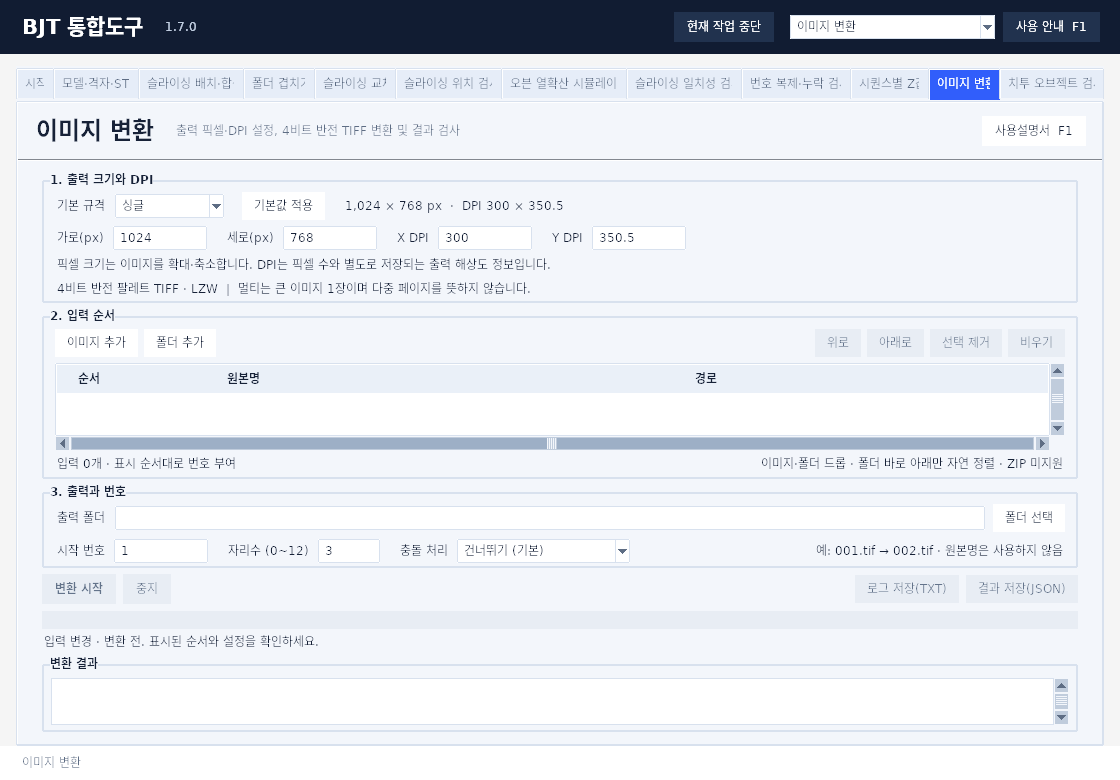 BJT 통합도구 1.7.0 현재 작업 중단 이미지 변환 사용 안내 F1
시작 모델·격자·ST 슬라이싱 배치·합 폴더 겹치기 슬라이싱 교차 슬라이싱 위치 검사 오븐 열확산 시뮬레이 슬라이싱 일치성 검 번호 복제·누락 검 시퀀스별 Z값 이미지 변환 치투 오브젝트 검
이미지 변환 출력 픽셀·DPI 설정, 4비트 반전 TIFF 변환 및 결과 검사 사용설명서 F1
1. 출력 크기와 DPI
기본 규격 싱글 기본값 적용 1,024 × 768 px · DPI 300 × 350.5
가로(px) 1024 세로(px) 768 X DPI 300 Y DPI 350.5
픽셀 크기는 이미지를 확대·축소합니다. DPI는 픽셀 수와 별도로 저장되는 출력 해상도 정보입니다.
4비트 반전 팔레트 TIFF · LZW | 멀티는 큰 이미지 1장이며 다중 페이지를 뜻하지 않습니다.
2. 입력 순서
이미지 추가 폴더 추가 위로 아래로 선택 제거 비우기
순서 원본명 경로
입력 0개 · 표시 순서대로 번호 부여 이미지·폴더 드롭 · 폴더 바로 아래만 자연 정렬 · ZIP 미지원
3. 출력과 번호
출력 폴더 폴더 선택
시작 번호 1 자리수 (0~12) 3 충돌 처리 건너뛰기 (기본) 예: 001.tif → 002.tif · 원본명은 사용하지 않음
변환 시작 중지 로그 저장(TXT) 결과 저장(JSON)
입력 변경 · 변환 전. 표시된 순서와 설정을 확인하세요.
변환 결과
이미지 변환